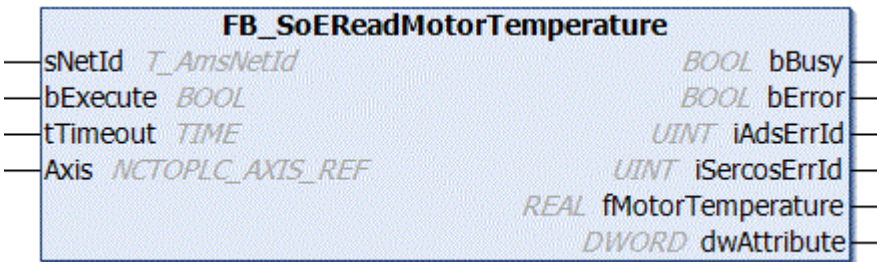 FB_SoEReadMotorTemperature
sNetId T_AmsNetId BOOL bBusy
bExecute BOOL BOOL bError
tTimeout TIME UINT iAdsErrId
Axis NCTOPLC_AXIS_REF UINT iSercosErrId
REAL fMotorTemperature
DWORD dwAttribute